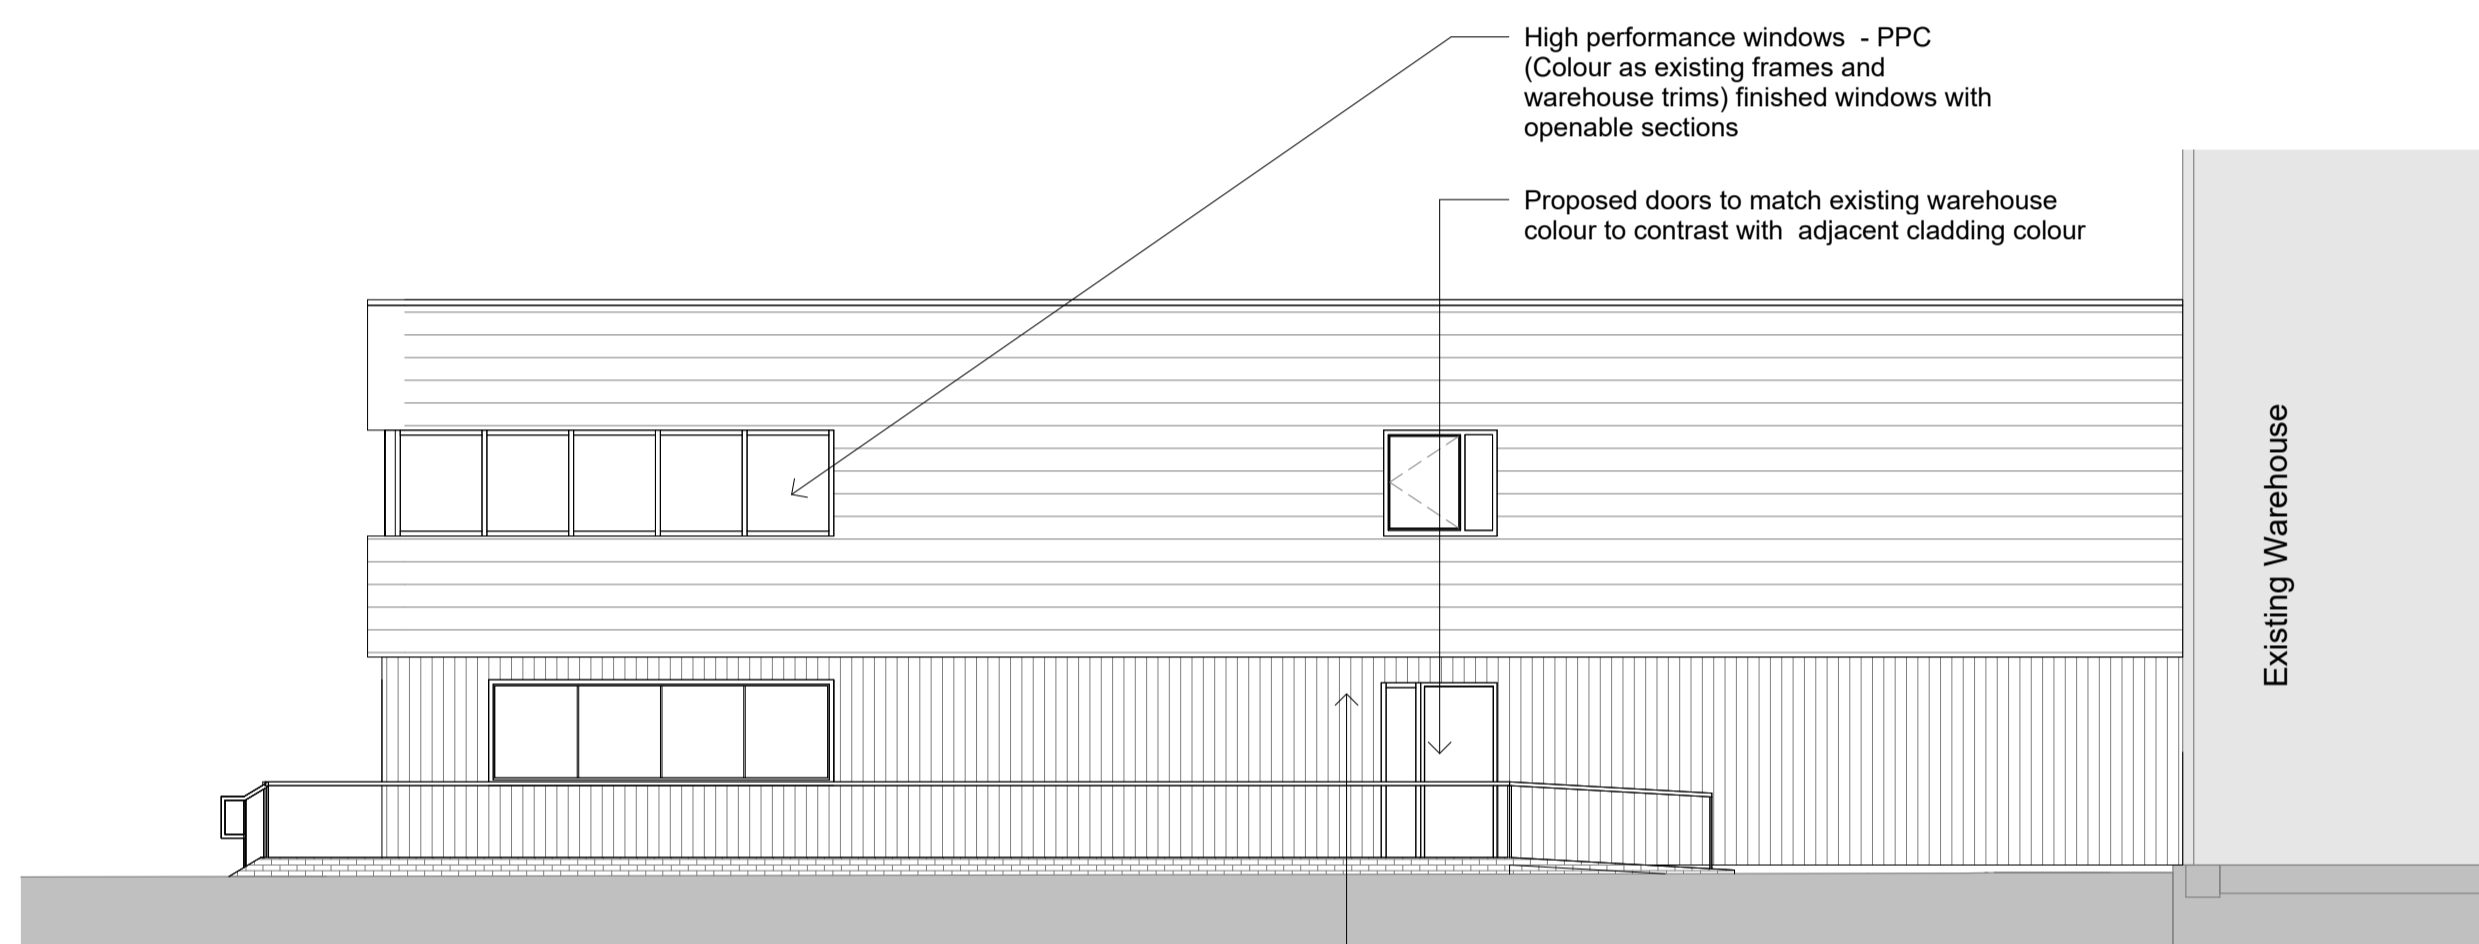 High performance windows  - PPC
(Colour as existing frames and
warehouse trims) finished windows with
openable sections
Proposed doors to match existing warehouse
colour to contrast with  adjacent cladding colour
Existing Warehouse